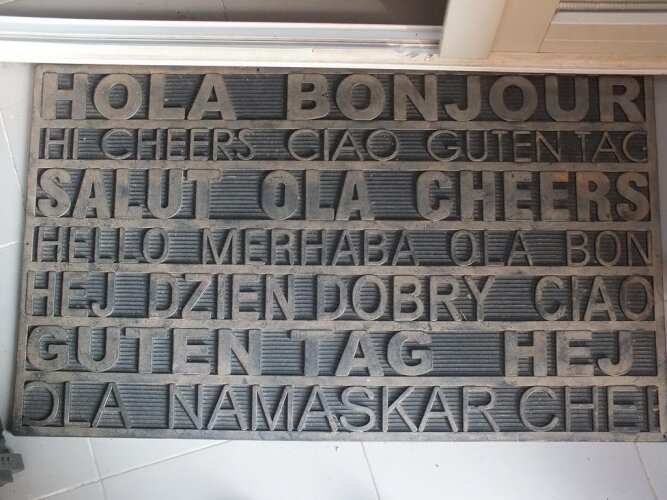 HOLA BONJOUR
HI CHEERS CIAO GUTEN TAG
SALUT OLA CHEERS
HELLO MERHABA OLA BON
HEJ DZIEN DOBRY CIAO
GUTEN TAG HEJ
OLA NAMASKAR CHE